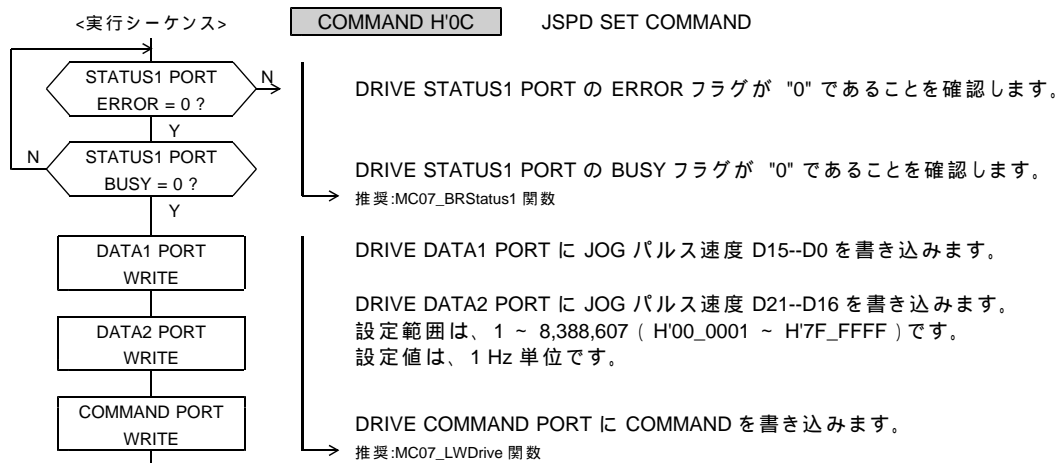 <実行シーケンス>
COMMAND H'0C
JSPD SET COMMAND
STATUS1 PORT
ERROR = 0 ?
N
Y
DRIVE STATUS1 PORT の ERROR フラグが "0" であることを確認します。
STATUS1 PORT
BUSY = 0 ?
N
Y
DRIVE STATUS1 PORT の BUSY フラグが "0" であることを確認します。
推奨:MC07_BRStatus1 関数
DATA1 PORT
WRITE
DRIVE DATA1 PORT に JOG パルス速度 D15--D0 を書き込みます。
DATA2 PORT
WRITE
DRIVE DATA2 PORT に JOG パルス速度 D21--D16 を書き込みます。
設定範囲は、1 ~ 8,388,607 ( H'00_0001 ~ H'7F_FFFF ) です。
設定値は、1 Hz 単位です。
COMMAND PORT
WRITE
DRIVE COMMAND PORT に COMMAND を書き込みます。
推奨:MC07_LWDrive 関数